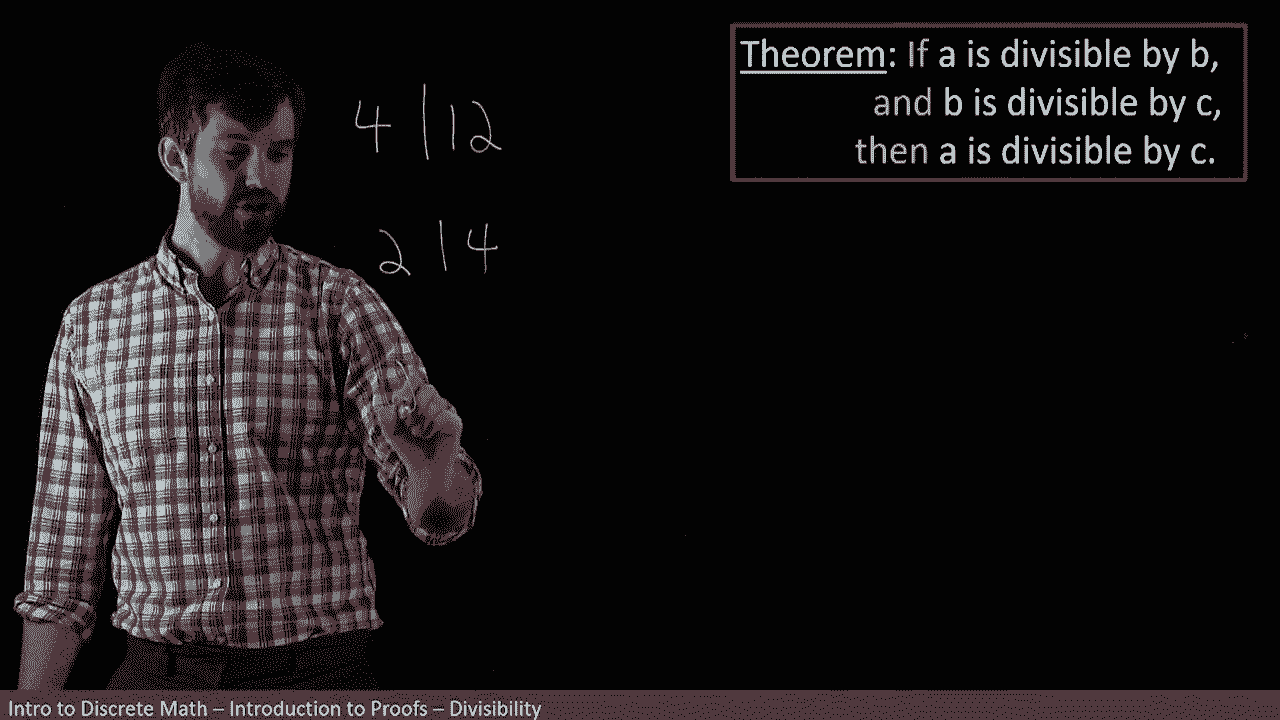 4 | 12
2 | 4
Theorem: If a is divisible by b,
and b is divisible by c,
then a is divisible by c.
Intro to Discrete Math – Introduction to Proofs – Divisibility